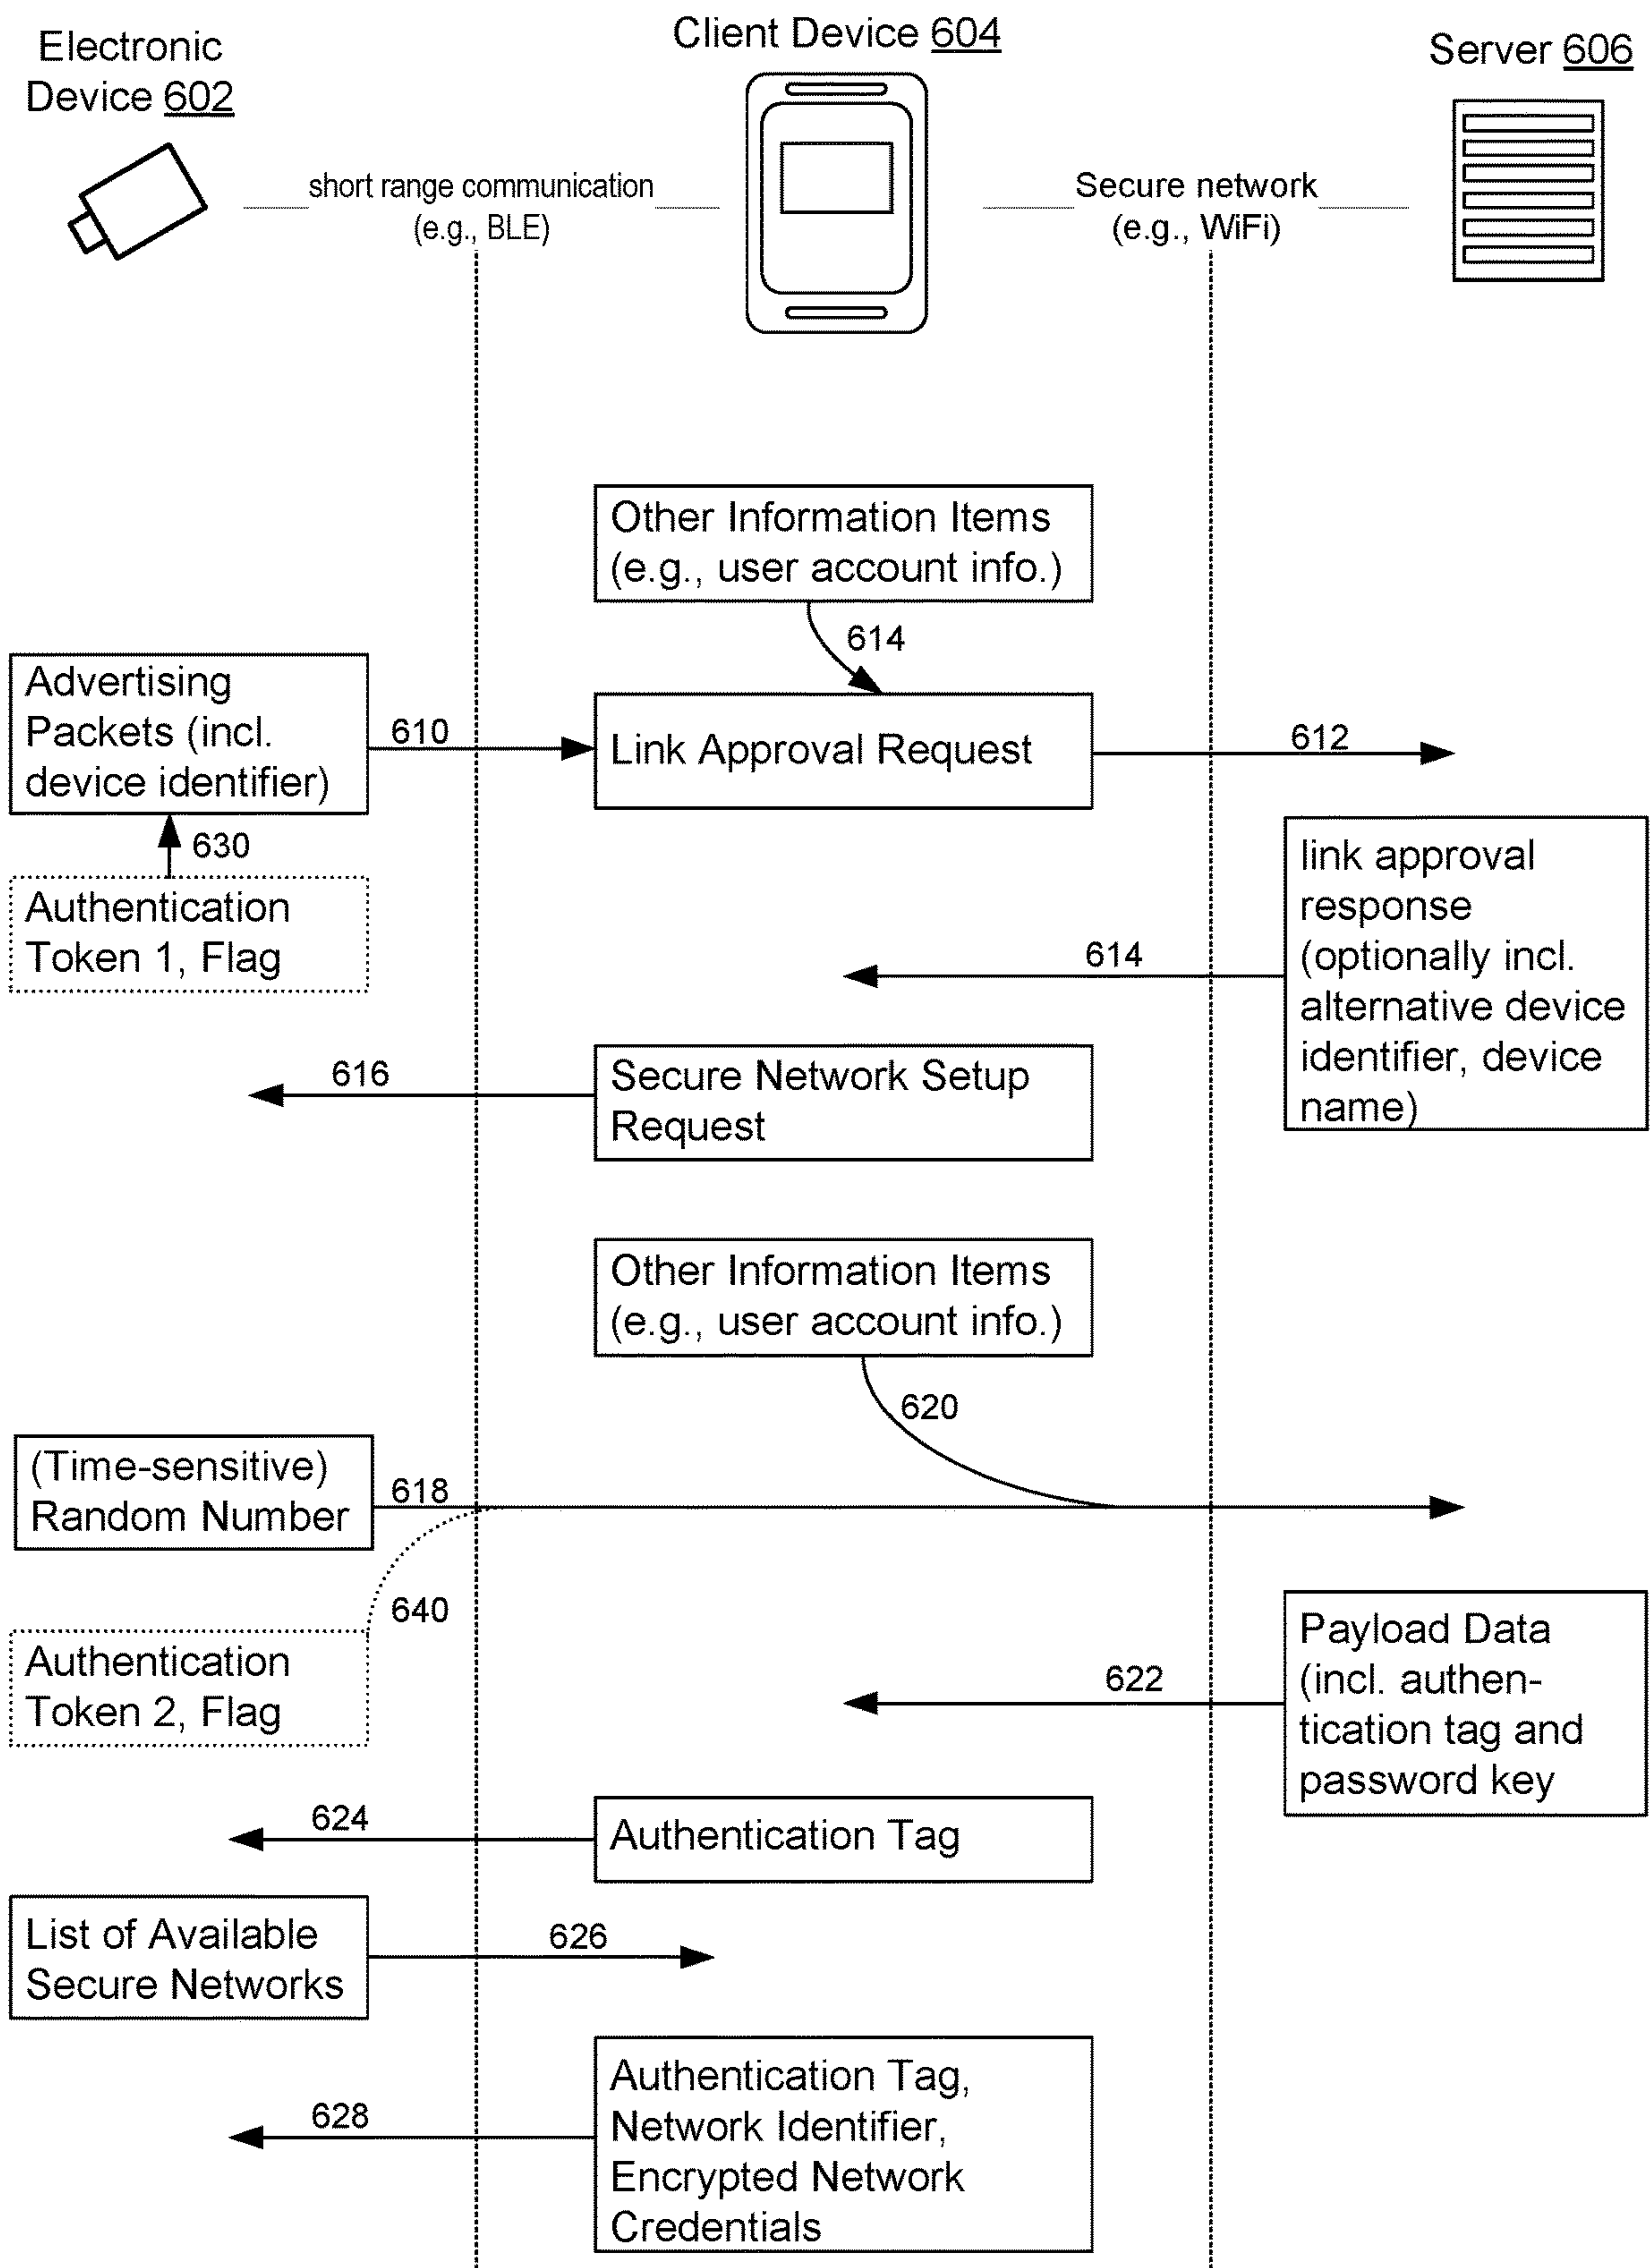 Electronic
Device 602
Client Device 604
Server 606
short range communication
(e.g., BLE)
Secure network
(e.g., WiFi)
Other Information Items
(e.g., user account info.)
614
Advertising
Packets (incl.
device identifier)
610
Link Approval Request
612
630
Authentication
Token 1, Flag
link approval
response
(optionally incl.
alternative device
identifier, device
name)
614
616
Secure Network Setup
Request
Other Information Items
(e.g., user account info.)
620
(Time-sensitive)
Random Number
618
640
Authentication
Token 2, Flag
Payload Data
(incl. authen-
tication tag and
password key
622
624
Authentication Tag
List of Available
Secure Networks
626
628
Authentication Tag,
Network Identifier,
Encrypted Network
Credentials